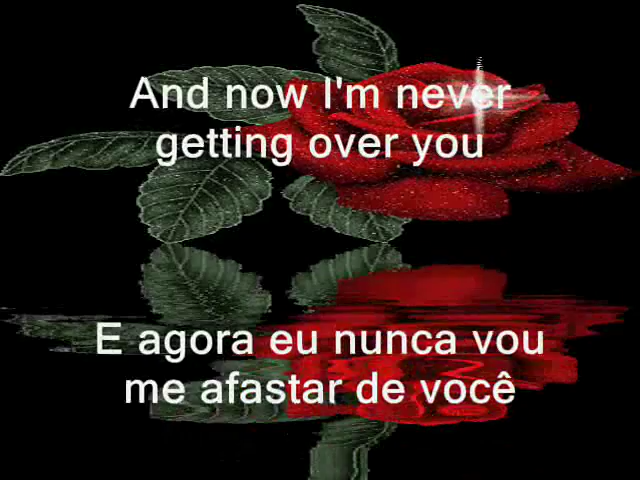 And now I'm never
getting over you
E agora eu nunca vou
me afastar de você